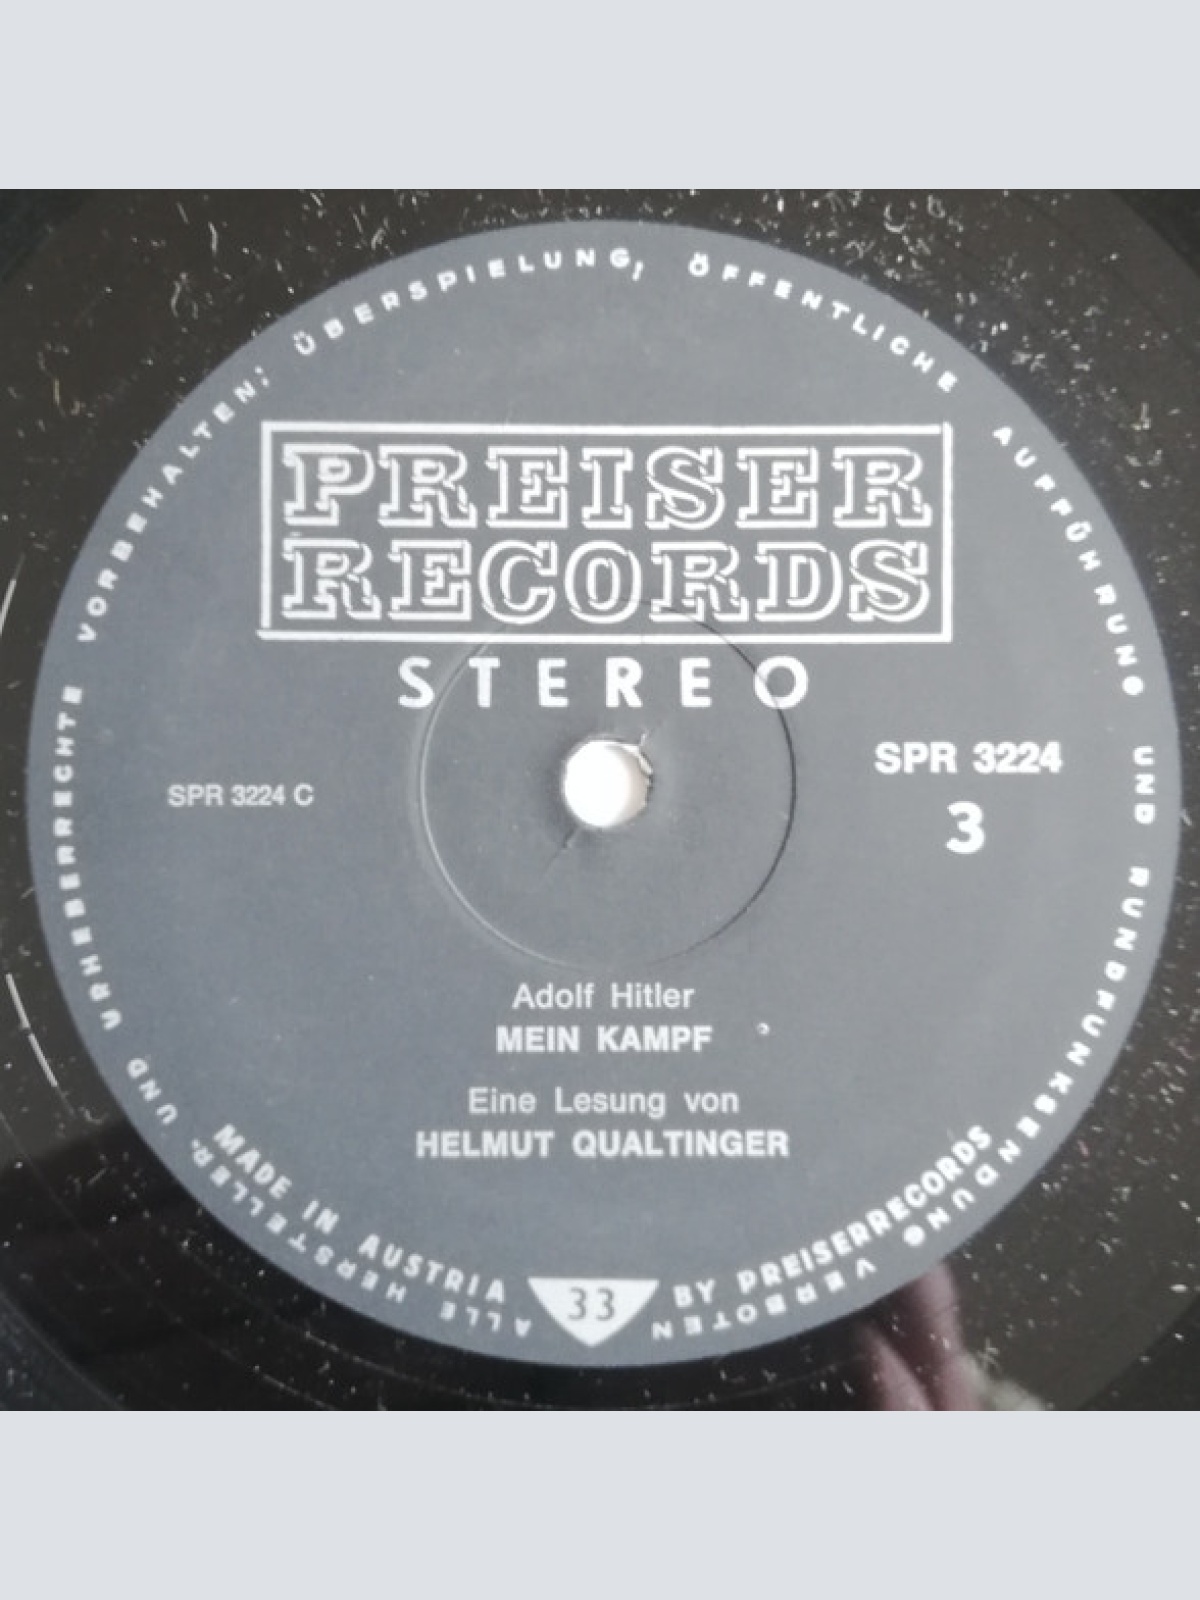 ALLE HERSTELLER- UND URHEBERRECHTE VORBEHALTEN; ÜBERSPIELUNG, ÖFFENTLICHE AUFFÜHRUNG UND RUNDFUNKSENDUNG VERBOTEN
PREISER
RECORDS
STEREO
SPR 3224
SPR 3224 C
3
Adolf Hitler
MEIN KAMPF
Eine Lesung von
HELMUT QUALTINGER
MADE IN AUSTRIA
33
BY PREISERRECORDS